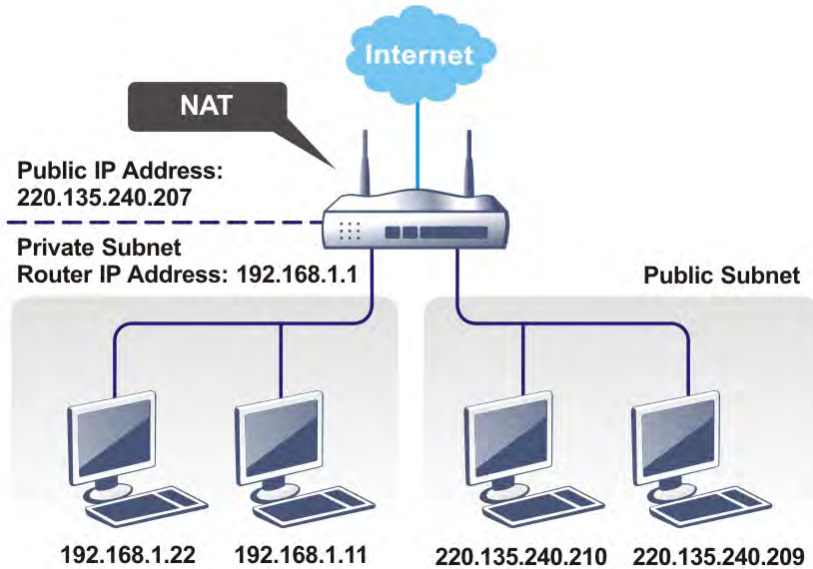 Internet
NAT
Public IP Address:
220.135.240.207
Private Subnet
Router IP Address: 192.168.1.1
Public Subnet
192.168.1.22
192.168.1.11
220.135.240.210
220.135.240.209